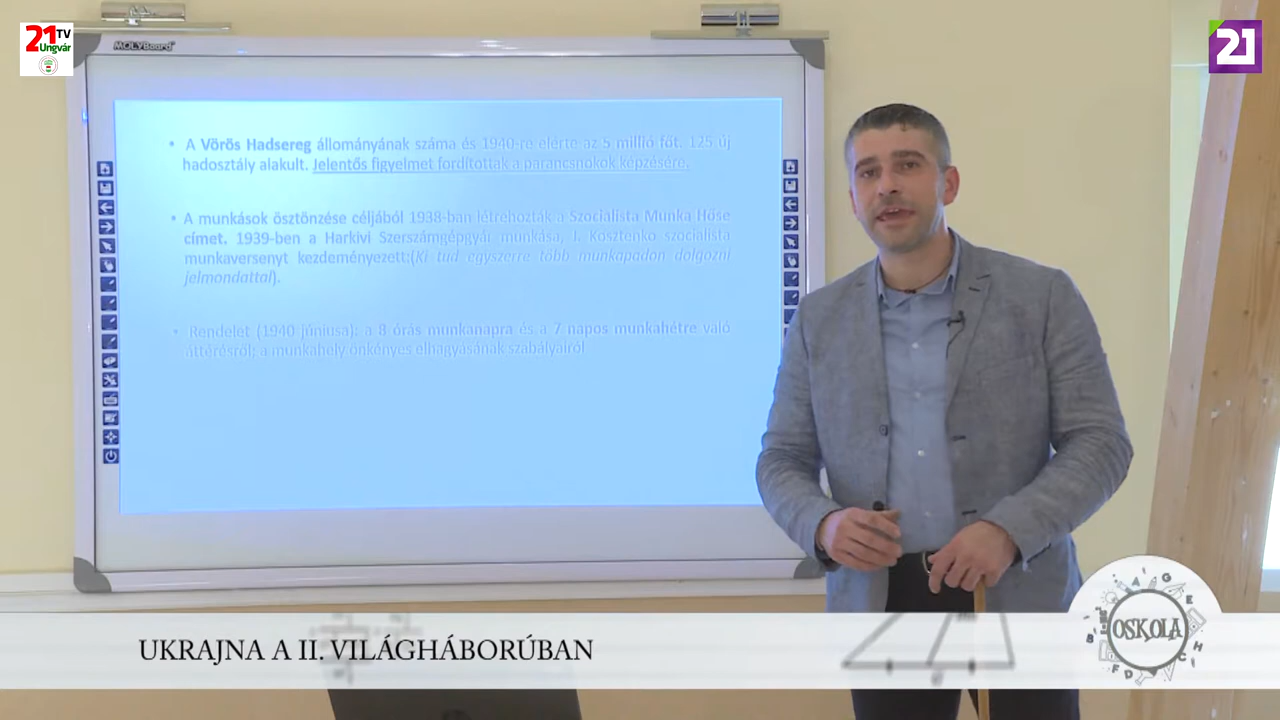 21TV
Ungvár
21
MOLYBoard
• A Vörös Hadsereg állományának száma és 1940-re elérte az 5 millió főt. 125 új
hadosztály alakult. Jelentős figyelmet fordítottak a parancsnokok képzésére.
• A munkások ösztönzése céljából 1938-ban létrehozták a Szocialista Munka Hőse
címet. 1939-ben a Harkivi Szerszámgépgyár munkása, I. Kosztenko szocialista
munkaversenyt kezdeményezett:(Ki tud egyszerre több munkapadon dolgozni
jelmondattal).
• Rendelet (1940 júniusa): a 8 órás munkanapra és a 7 napos munkahétre való
áttérésről; a munkahely önkényes elhagyásának szabályairól
UKRAJNA A II. VILÁGHÁBORÚBAN
OSKOLA